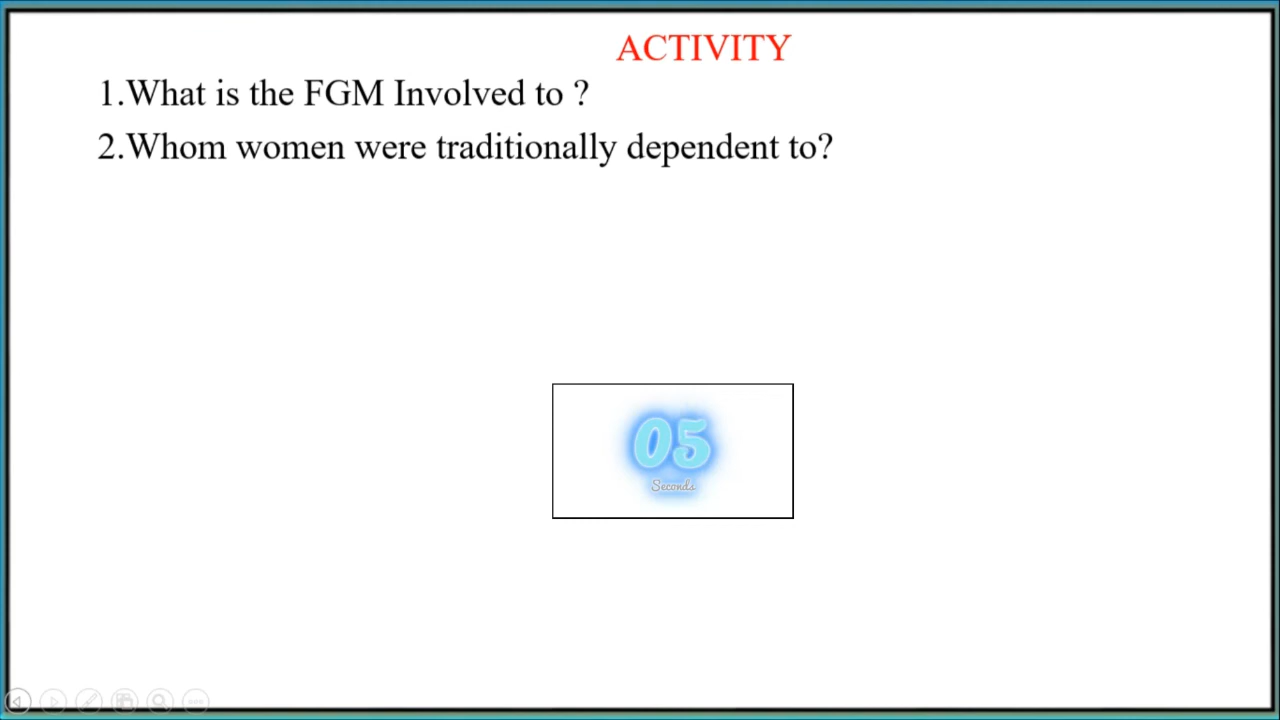 ACTIVITY
1.What is the FGM Involved to ?
2.Whom women were traditionally dependent to?
05
Seconds